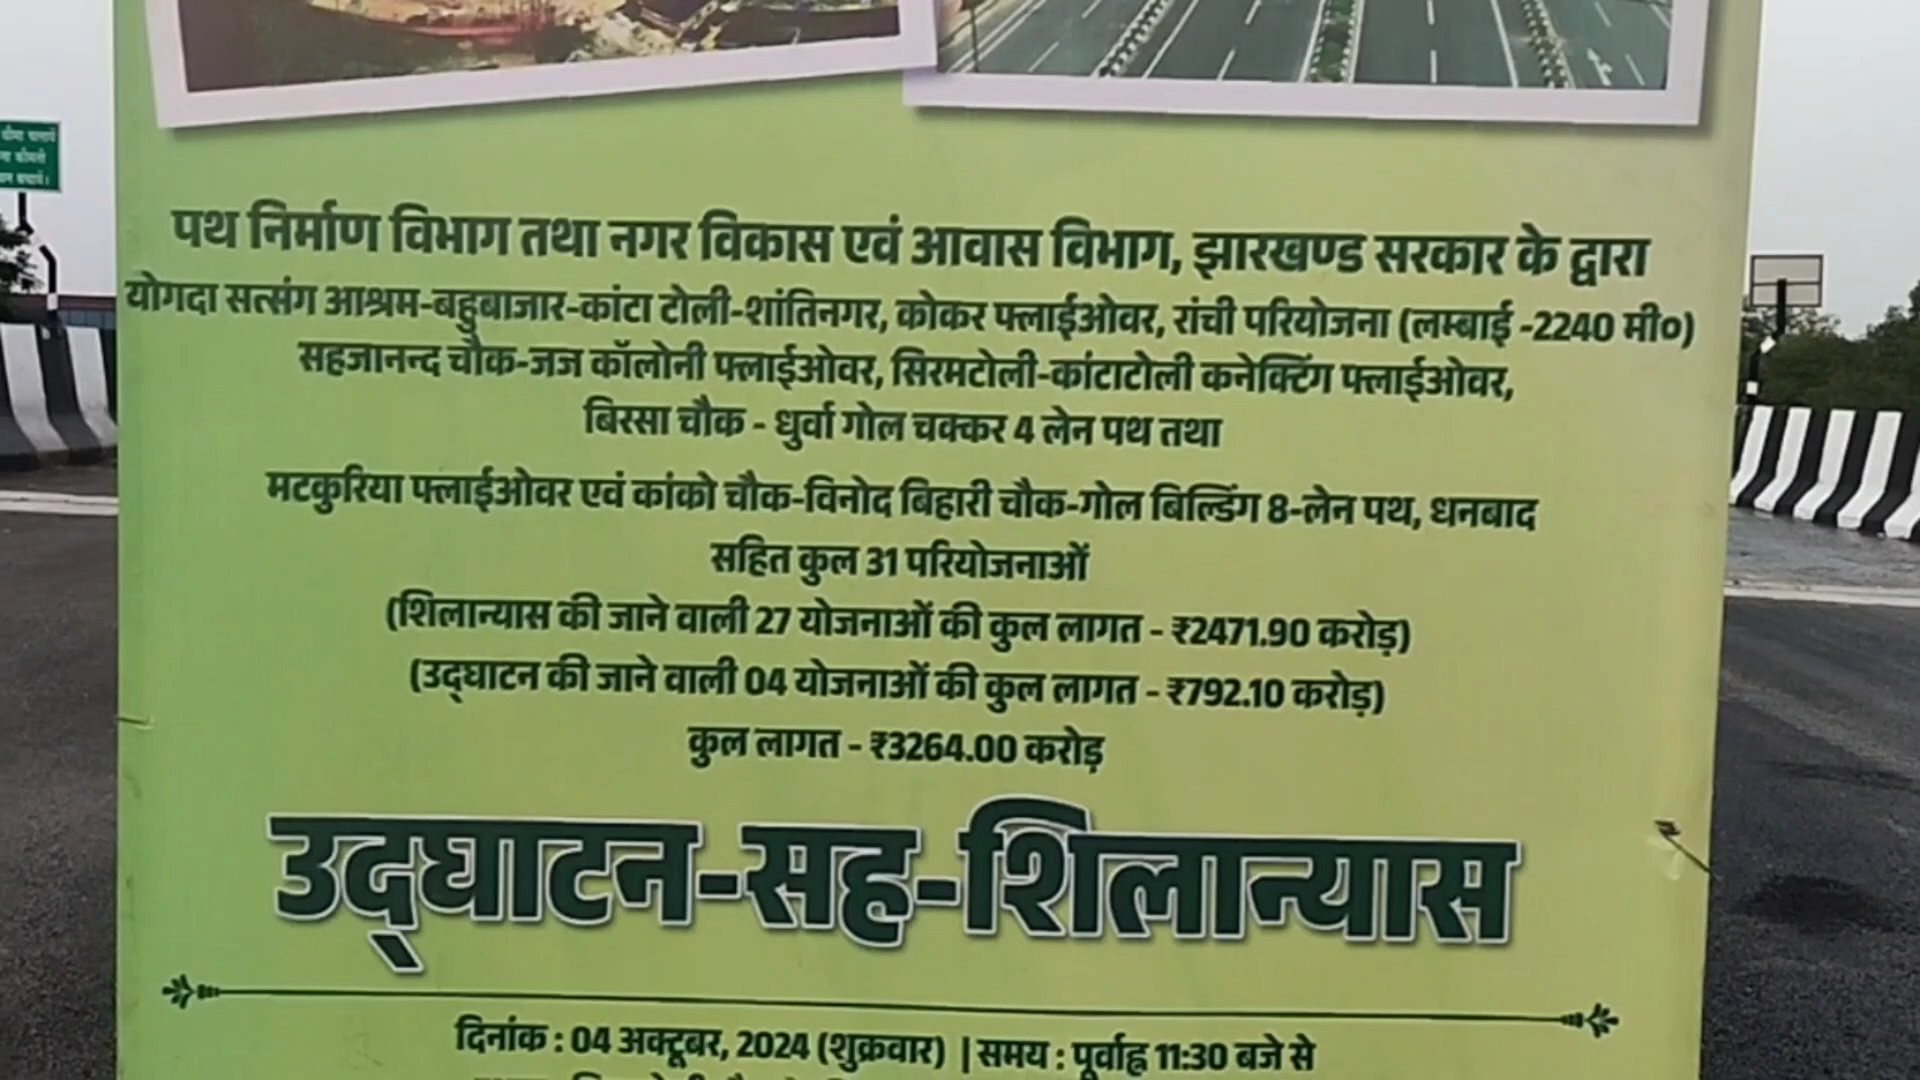 पथ निर्माण विभाग तथा नगर विकास एवं आवास विभाग, झारखण्ड सरकार के द्वारा
योगदा सत्संग आश्रम-बहुबाजार-कांटा टोली-शांतिनगर, कोकर फ्लाईओवर, रांची परियोजना (लम्बाई -2240 मी०)
सहजानन्द चौक-जज कॉलोनी फ्लाईओवर, सिरमटोली-कांटाटोली कनेक्टिंग फ्लाईओवर,
बिरसा चौक - धुर्वा गोल चक्कर 4 लेन पथ तथा
मटकुरिया फ्लाईओवर एवं कांको चौक-विनोद बिहारी चौक-गोल बिल्डिंग 8-लेन पथ, धनबाद
सहित कुल 31 परियोजनाओं
(शिलान्यास की जाने वाली 27 योजनाओं की कुल लागत - ₹2471.90 करोड़)
(उद्‌घाटन की जाने वाली 04 योजनाओं की कुल लागत - ₹792.10 करोड़)
कुल लागत - ₹3264.00 करोड़
उद्‌घाटन-सह-शिलान्यास
दिनांक : 04 अक्टूबर, 2024 (शुक्रवार) | समय : पूर्वाह्न 11:30 बजे से